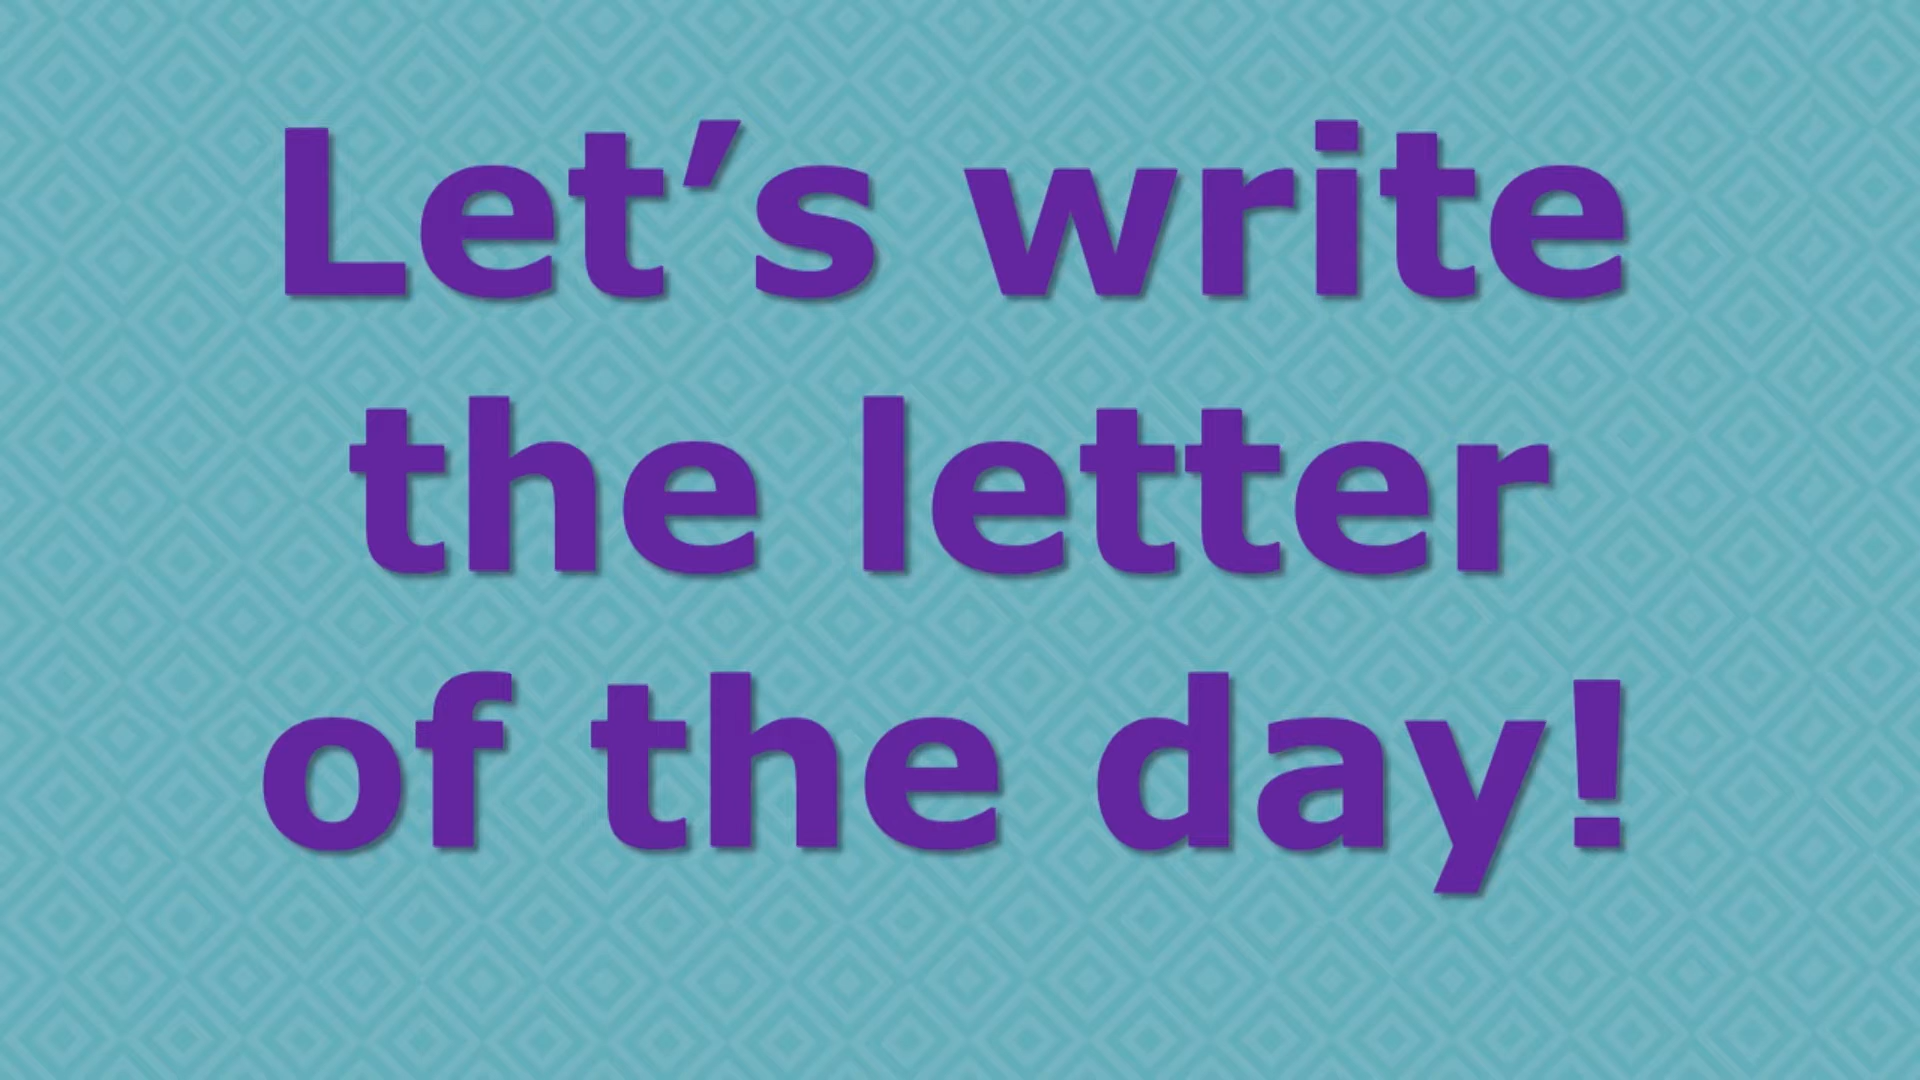 Let’s write
the letter
of the day!